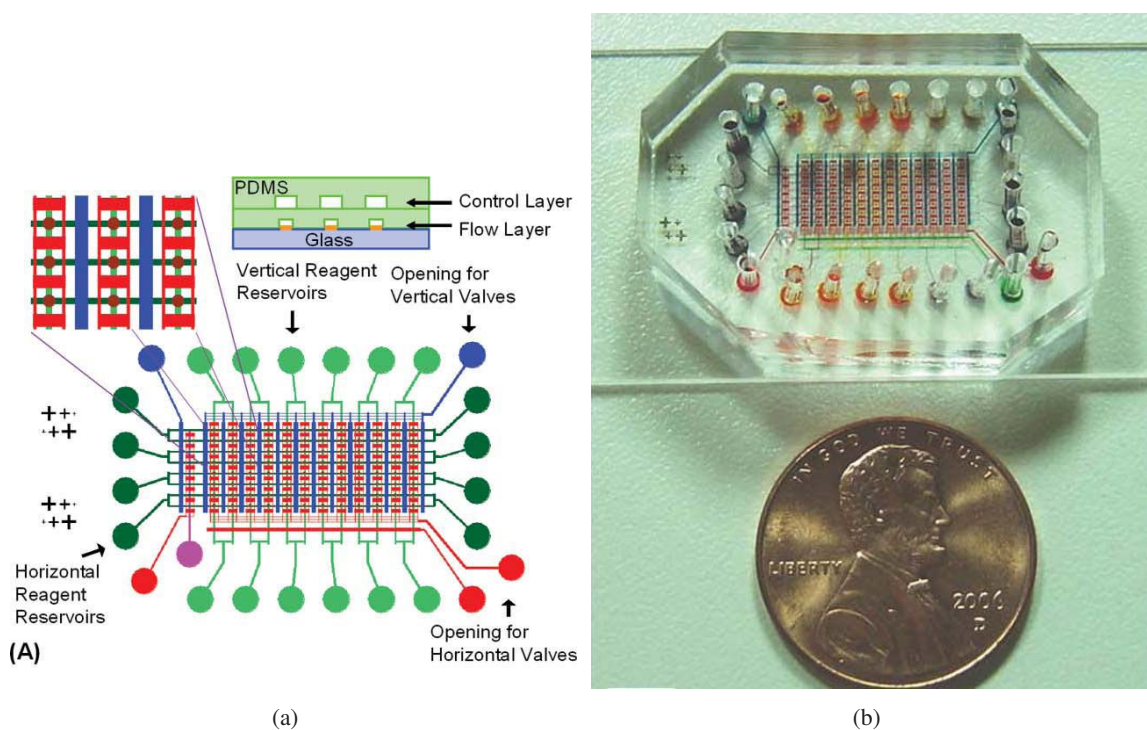 PDMS
Control Layer
Flow Layer
Glass
Vertical Reagent
Reservoirs
Opening for
Vertical Valves
Horizontal
Reagent
Reservoirs
Opening for
Horizontal Valves
(A)
IN GOD WE TRUST
LIBERTY
2006
D
(a)
(b)